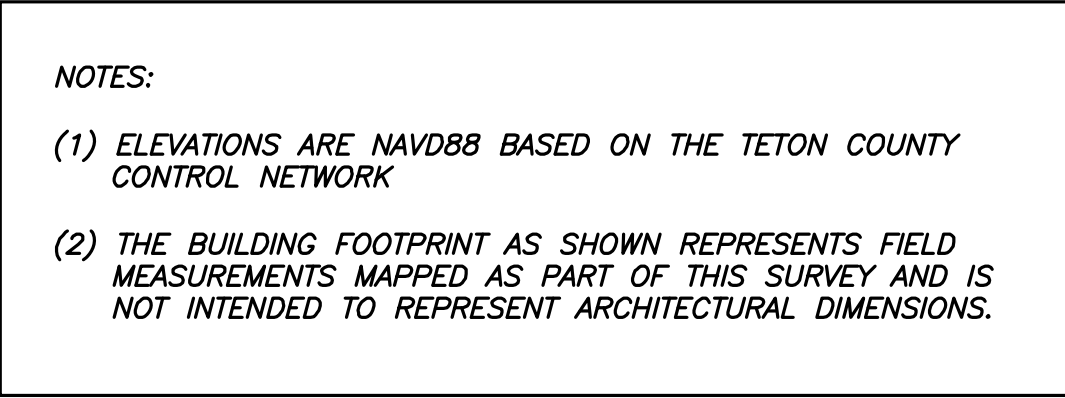 NOTES:
(1) ELEVATIONS ARE NAVD88 BASED ON THE TETON COUNTY
CONTROL NETWORK
(2) THE BUILDING FOOTPRINT AS SHOWN REPRESENTS FIELD
MEASUREMENTS MAPPED AS PART OF THIS SURVEY AND IS
NOT INTENDED TO REPRESENT ARCHITECTURAL DIMENSIONS.